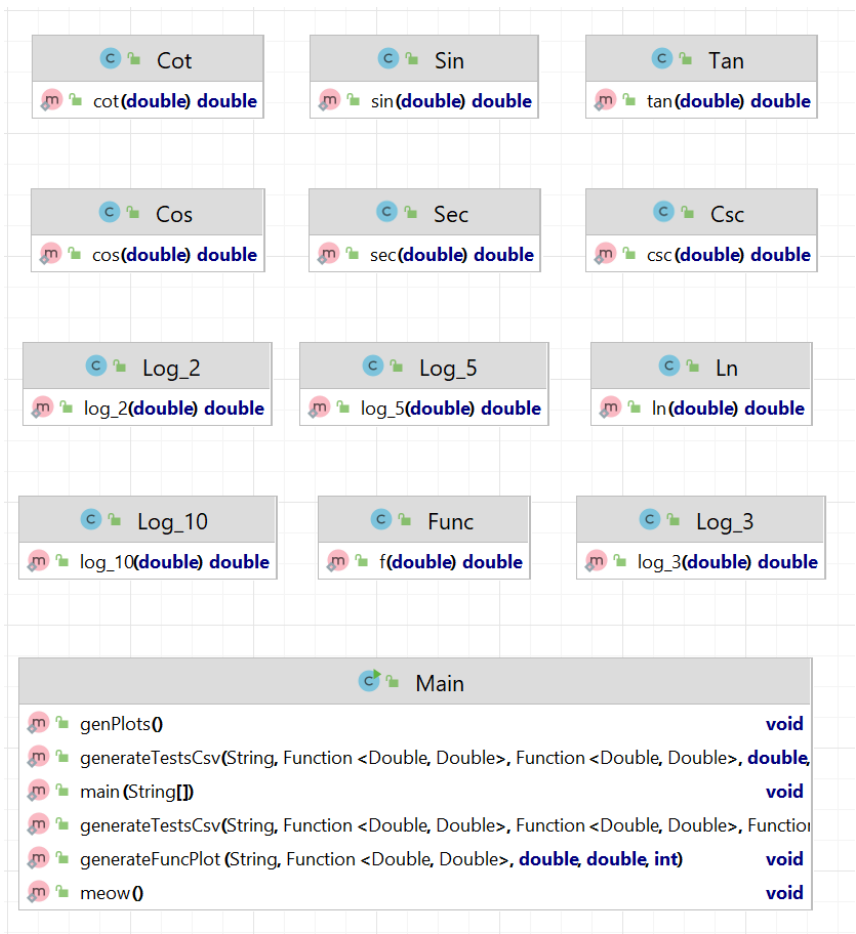 Cot Sin Tan
cot(double) double sin(double) double tan(double) double
Cos Sec Csc
cos(double) double sec(double) double csc(double) double
Log_2 Log_5 Ln
log_2(double) double log_5(double) double ln(double) double
Log_10 Func Log_3
log_10(double) double f(double) double log_3(double) double
Main
genPlots() void
generateTestsCsv(String, Function <Double, Double>, Function <Double, Double>, double,
main(String[]) void
generateTestsCsv(String, Function <Double, Double>, Function <Double, Double>, Function
generateFuncPlot(String, Function <Double, Double>, double, double, int) void
meow() void